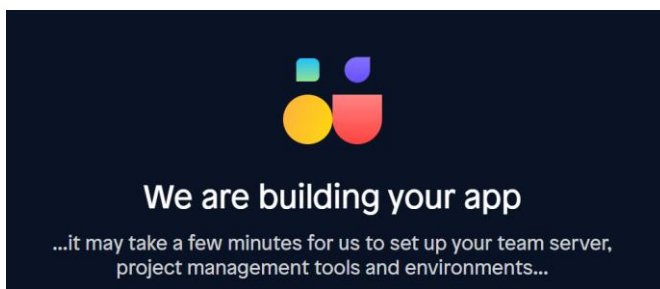 We are building your app
...it may take a few minutes for us to set up your team server,
project management tools and environments...